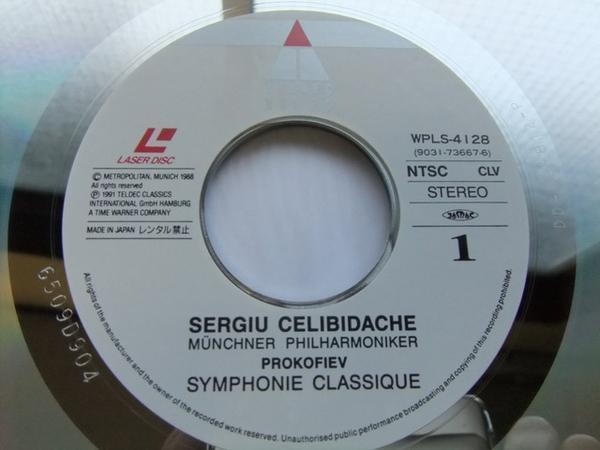 LASER DISC
© METROPOLITAN, MUNICH 1988
All rights reserved
℗ 1991 TELDEC CLASSICS
INTERNATIONAL GmbH HAMBURG
A TIME WARNER COMPANY
MADE IN JAPAN レンタル禁止
WPLS-4128
(9031-73667-6)
NTSC CLV
STEREO
1
SERGIU CELIBIDACHE
MÜNCHNER PHILHARMONIKER
PROKOFIEV
SYMPHONIE CLASSIQUE
All rights of the manufacturer and the owner of the recorded work reserved. Unauthorised public performance broadcasting and copying of this recording prohibited.
6509D904